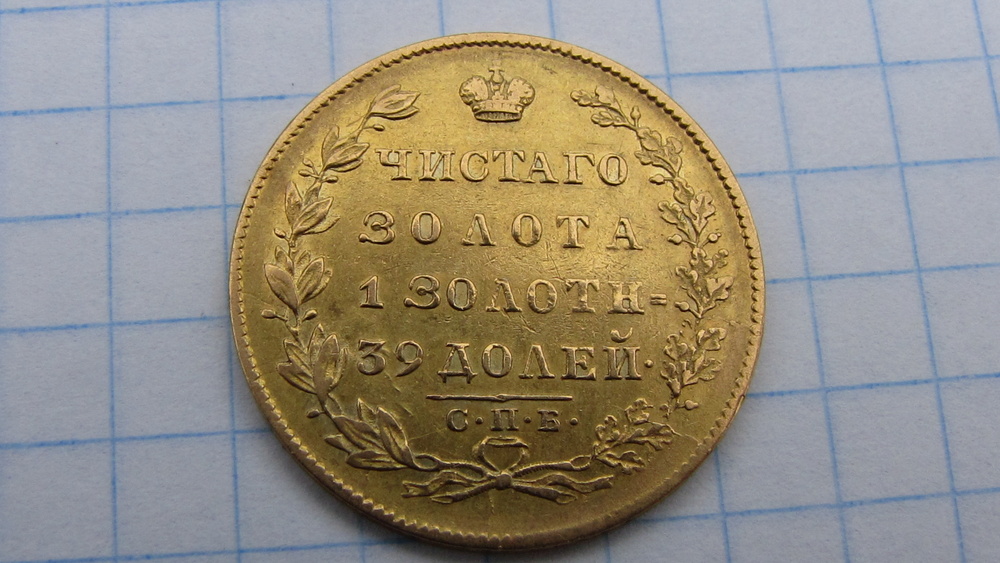 ЧИСТАГО
ЗОЛОТА
1 ЗОЛОТН=
39 ДОЛЕЙ·
С·П·Б·